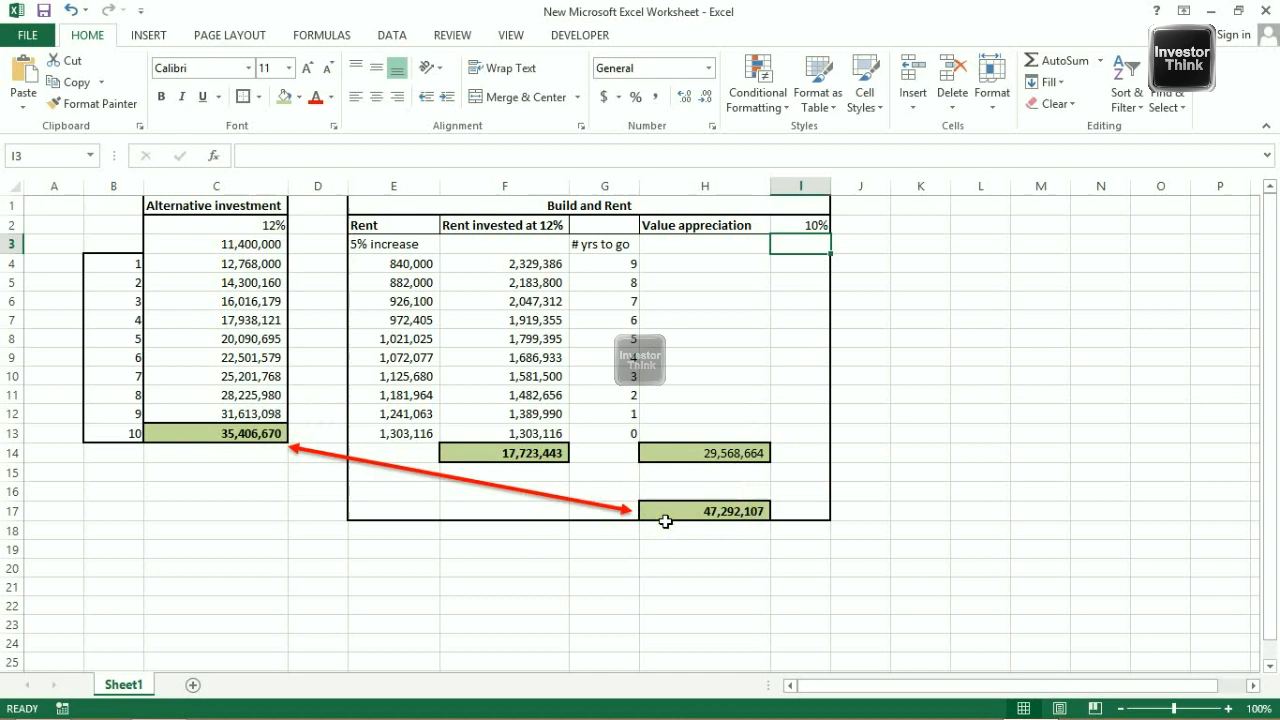 New Microsoft Excel Worksheet - Excel
?
FILE HOME INSERT PAGE LAYOUT FORMULAS DATA REVIEW VIEW DEVELOPER Sign in
Investor
Think
Paste
Cut
Copy
Format Painter
Clipboard
Calibri 11
B I U
A A
Font
Wrap Text
Merge & Center
Alignment
General
$ % ,
Number
Conditional
Formatting
Format as
Table
Cell
Styles
Styles
Insert
Delete
Format
Cells
AutoSum
Fill
Clear
Sort &
Filter
Find &
Select
Editing
I3 fx
A B C D E F G H I J K L M N O P
1 Alternative investment Build and Rent
2 12% Rent Rent invested at 12% Value appreciation 10%
3 11,400,000 5% increase # yrs to go
4 1 12,768,000 840,000 2,329,386 9
5 2 14,300,160 882,000 2,183,800 8
6 3 16,016,179 926,100 2,047,312 7
7 4 17,938,121 972,405 1,919,355 6
8 5 20,090,695 1,021,025 1,799,395 5
9 6 22,501,579 1,072,077 1,686,933 4
10 7 25,201,768 1,125,680 1,581,500 3
11 8 28,225,980 1,181,964 1,482,656 2
12 9 31,613,098 1,241,063 1,389,990 1
13 10 35,406,670 1,303,116 1,303,116 0
14 17,723,443 29,568,664
15
16
17 47,292,107
18
19
20
21
22
23
24
25
Investor
Think
Sheet1
READY 100%